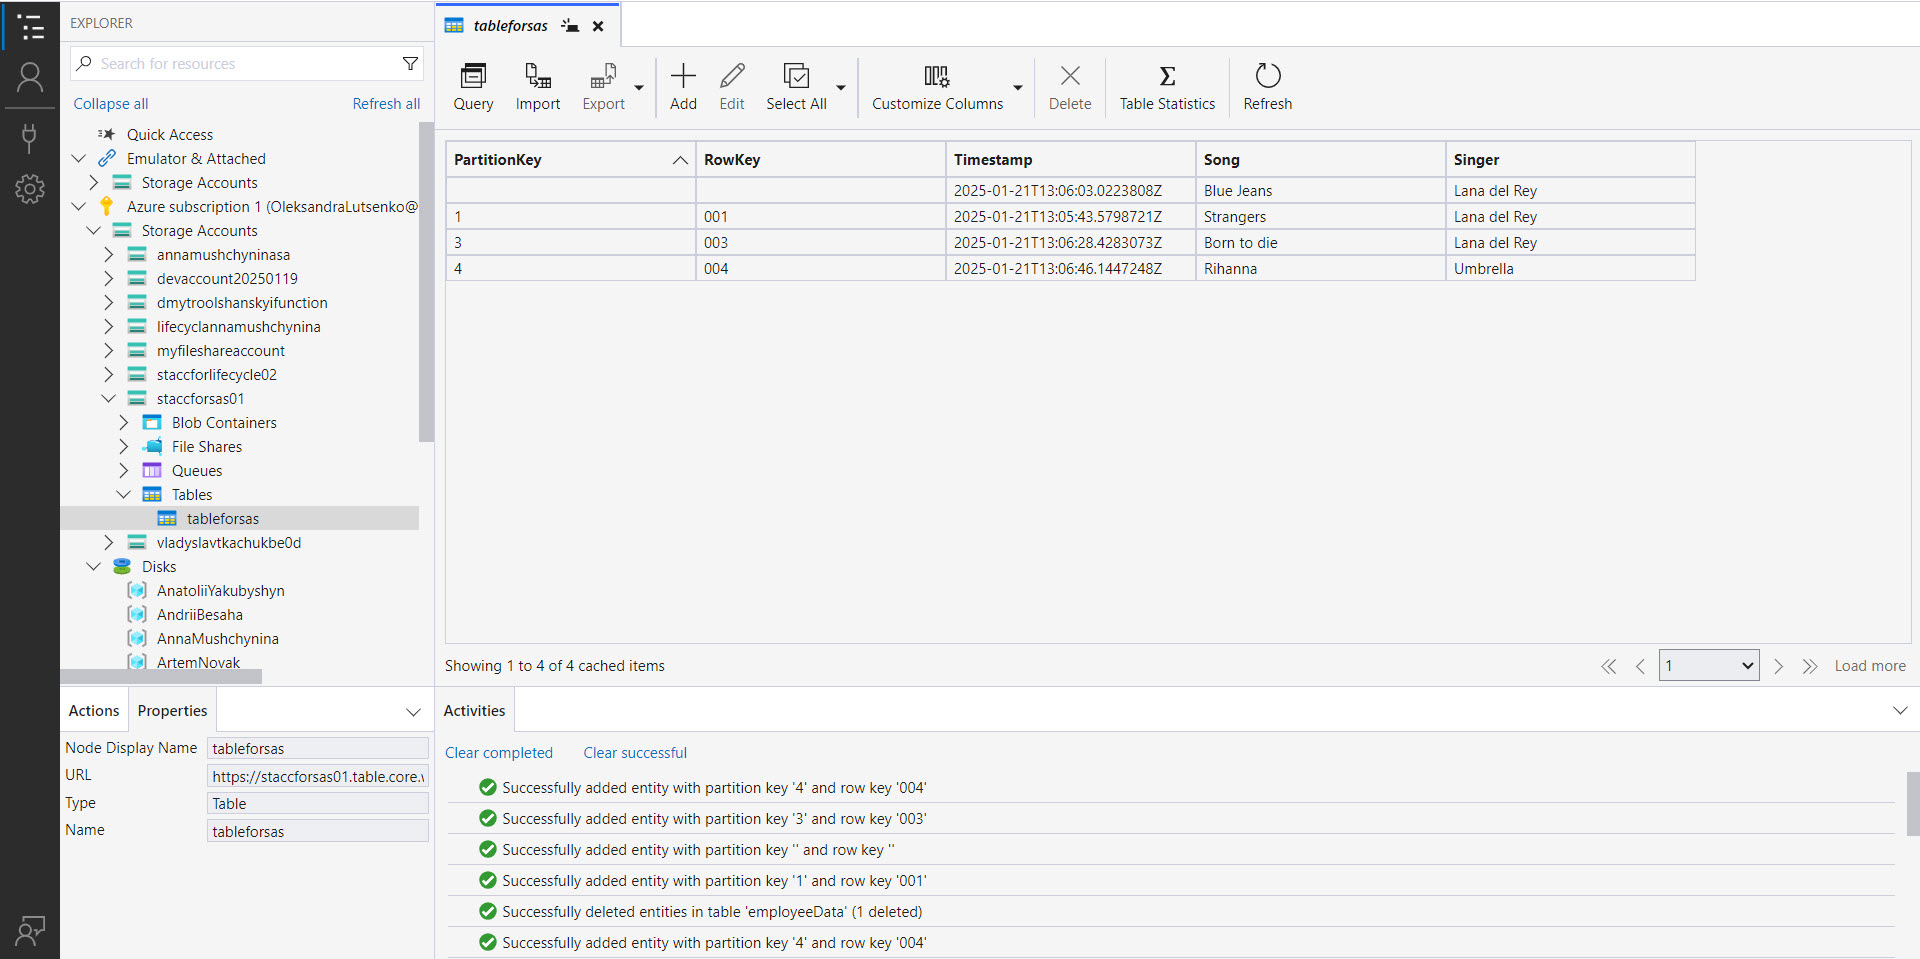 EXPLORER
Search for resources
Collapse all
Refresh all
Quick Access
Emulator & Attached
Storage Accounts
Azure subscription 1 (OleksandraLutsenko@
Storage Accounts
annamushchyninasa
devaccount20250119
dmytroolshanskyifunction
lifecyclannamushchynina
myfileshareaccount
staccforlifecycle02
staccforsas01
Blob Containers
File Shares
Queues
Tables
tableforsas
vladyslavtkachukbe0d
Disks
AnatoliiYakubyshyn
AndriiBesaha
AnnaMushchynina
ArtemNovak
Actions Properties
Node Display Name tableforsas
URL https://staccforsas01.table.core.
Type Table
Name tableforsas
tableforsas
Query Import Export Add Edit Select All Customize Columns Delete Table Statistics Refresh
PartitionKey RowKey Timestamp Song Singer
2025-01-21T13:06:03.0223808Z Blue Jeans Lana del Rey
1 001 2025-01-21T13:05:43.5798721Z Strangers Lana del Rey
3 003 2025-01-21T13:06:28.4283073Z Born to die Lana del Rey
4 004 2025-01-21T13:06:46.1447248Z Rihanna Umbrella
Showing 1 to 4 of 4 cached items
1
Load more
Activities
Clear completed Clear successful
Successfully added entity with partition key '4' and row key '004'
Successfully added entity with partition key '3' and row key '003'
Successfully added entity with partition key '' and row key ''
Successfully added entity with partition key '1' and row key '001'
Successfully deleted entities in table 'employeeData' (1 deleted)
Successfully added entity with partition key '4' and row key '004'